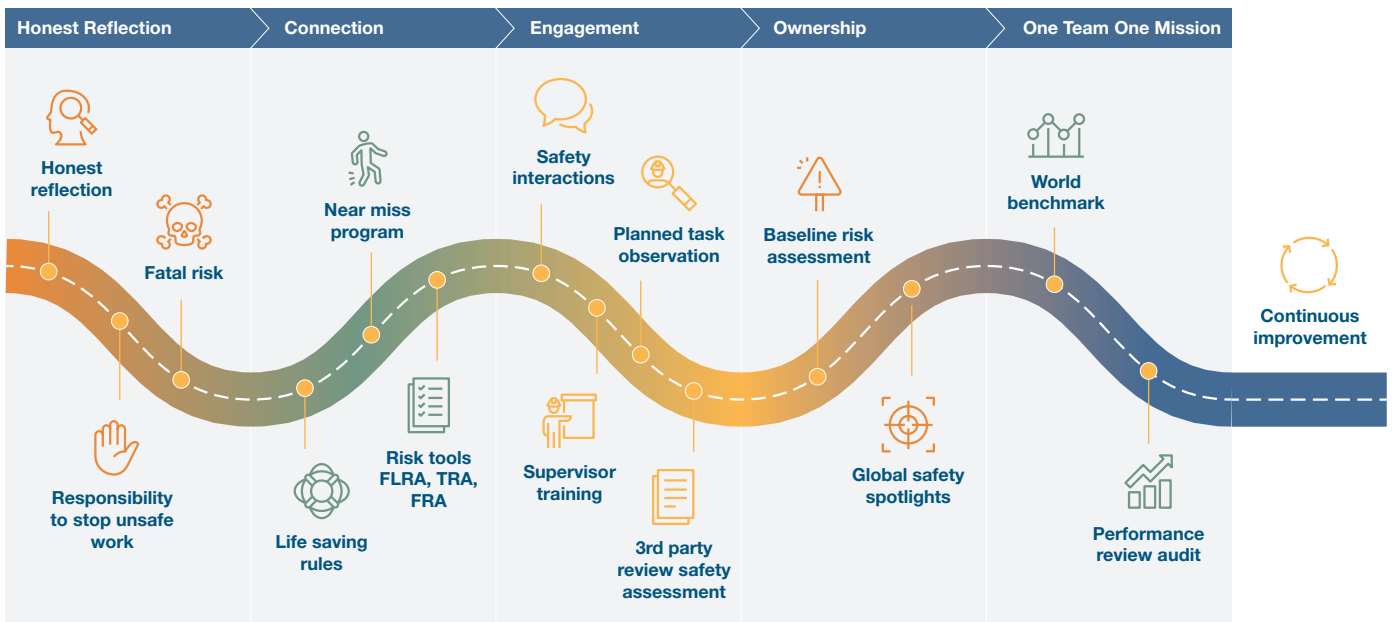 Honest Reflection
Connection
Engagement
Ownership
One Team One Mission
Honest
reflection
Responsibility
to stop unsafe
work
Fatal risk
Life saving
rules
Near miss
program
Risk tools
FLRA, TRA,
FRA
Safety
interactions
Supervisor
training
Planned task
observation
3rd party
review safety
assessment
Baseline risk
assessment
Global safety
spotlights
World
benchmark
Performance
review audit
Continuous
improvement